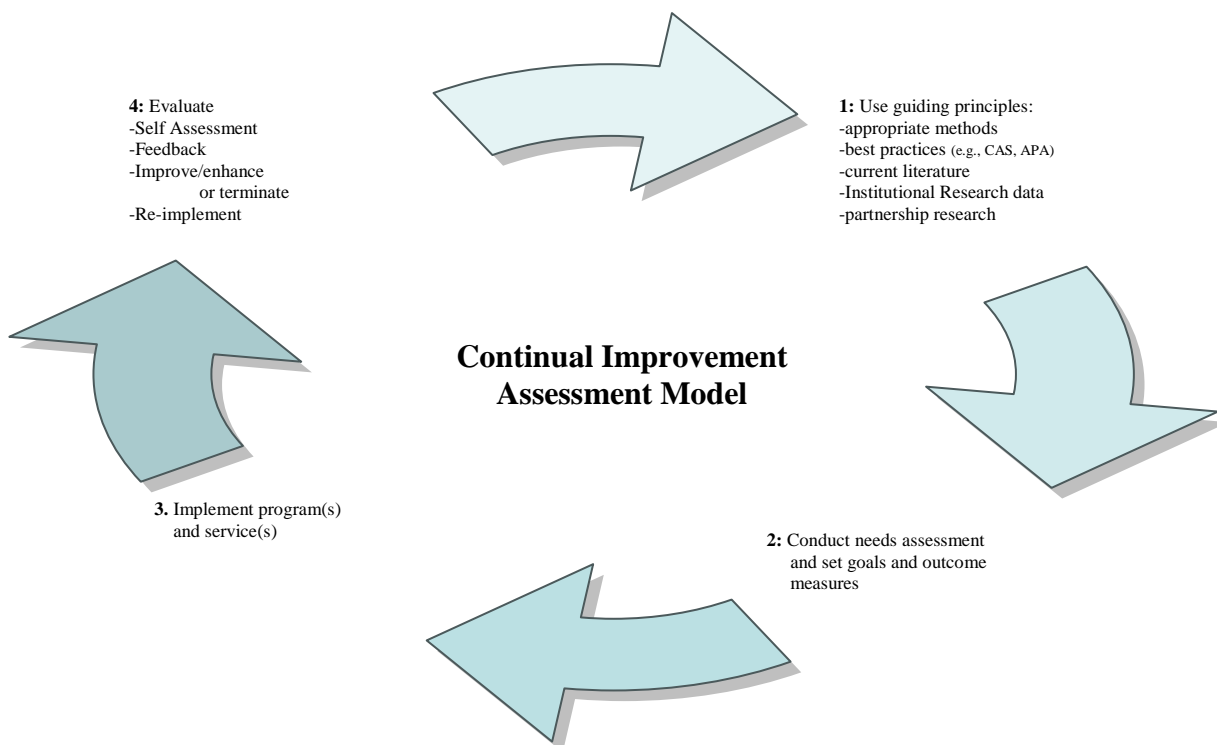 4: Evaluate
-Self Assessment
-Feedback
-Improve/enhance
or terminate
-Re-implement
1: Use guiding principles:
-appropriate methods
-best practices (e.g., CAS, APA)
-current literature
-Institutional Research data
-partnership research
Continual Improvement
Assessment Model
3. Implement program(s)
and service(s)
2: Conduct needs assessment
and set goals and outcome
measures